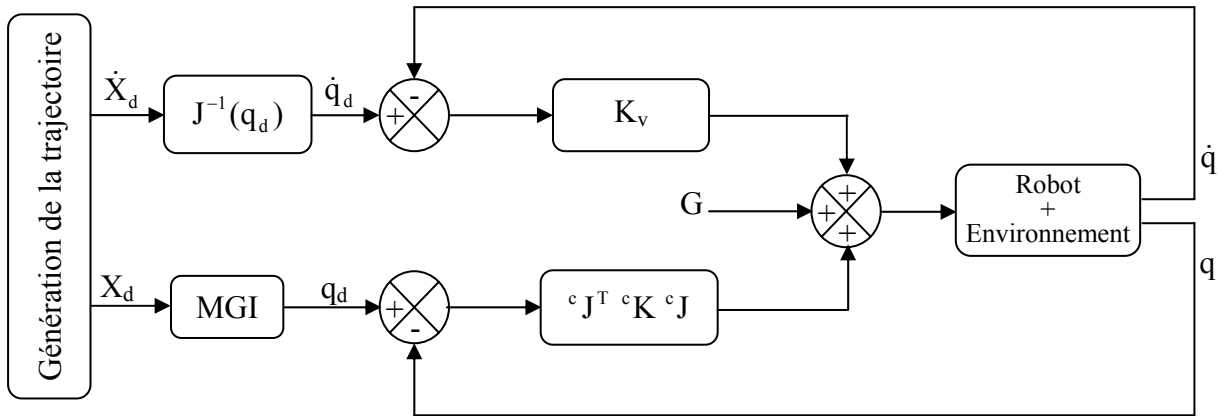 Génération de la trajectoire
Ẋd
J⁻¹(qd)
q̇d
-
+
Kv
G
+
+
+
Robot
+
Environnement
q̇
q
Xd
MGI
qd
+
-
ᶜJᵀ ᶜK ᶜJ